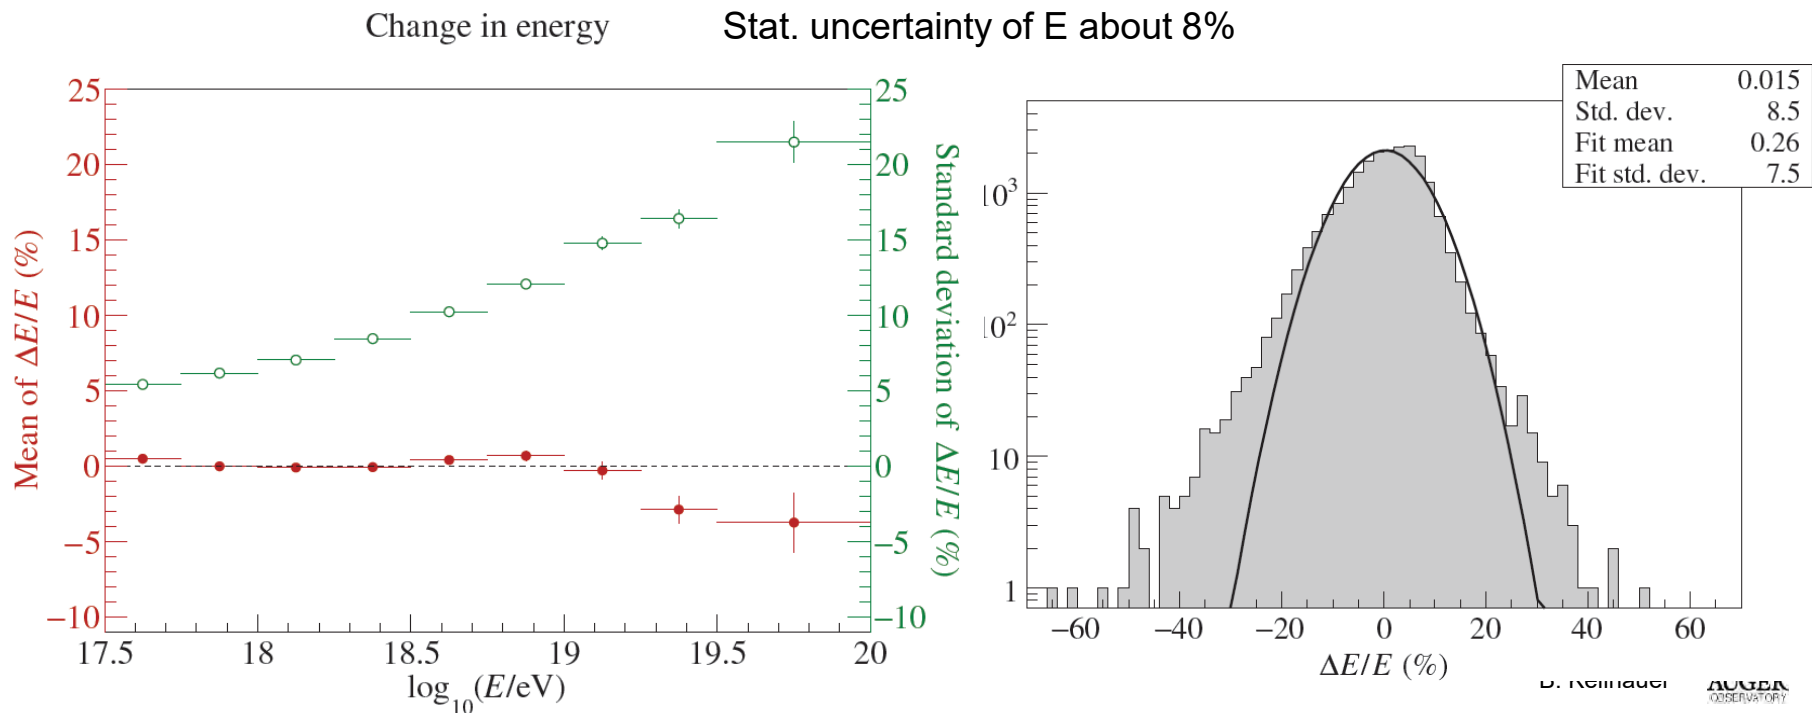 Change in energy
Stat. uncertainty of E about 8%
Mean of ΔE/E (%)
25
20
15
10
5
0
−5
−10
17.5
18
18.5
19
19.5
20
log10(E/eV)
25
20
15
10
5
0
−5
−10
Standard deviation of ΔE/E (%)
Mean 0.015
Std. dev. 8.5
Fit mean 0.26
Fit std. dev. 7.5
10³
10²
10
1
−60
−40
−20
0
20
40
60
ΔE/E (%)
AUGER
OBSERVATORY